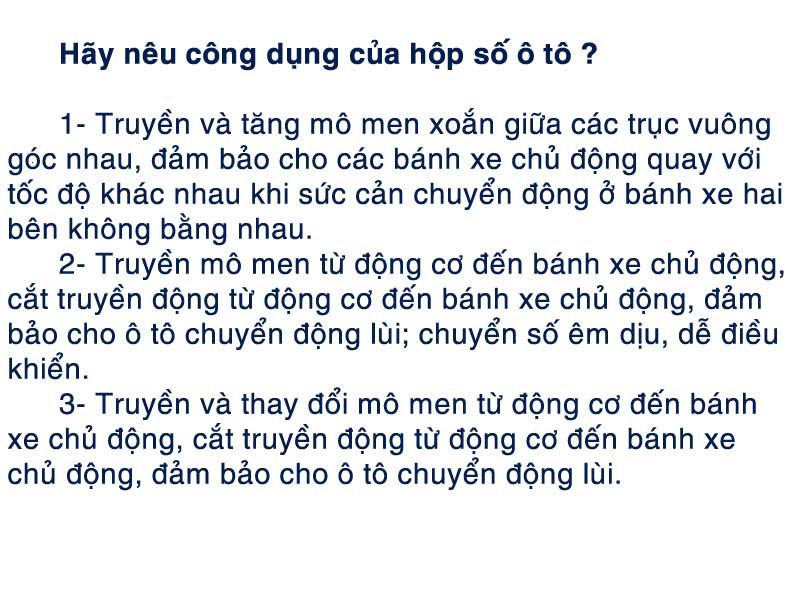 Hãy nêu công dụng của hộp số ô tô ?
1- Truyền và tăng mô men xoắn giữa các trục vuông
góc nhau, đảm bảo cho các bánh xe chủ động quay với
tốc độ khác nhau khi sức cản chuyển động ở bánh xe hai
bên không bằng nhau.
2- Truyền mô men từ động cơ đến bánh xe chủ động,
cắt truyền động từ động cơ đến bánh xe chủ động, đảm
bảo cho ô tô chuyển động lùi; chuyển số êm dịu, dễ điều
khiển.
3- Truyền và thay đổi mô men từ động cơ đến bánh
xe chủ động, cắt truyền động từ động cơ đến bánh xe
chủ động, đảm bảo cho ô tô chuyển động lùi.